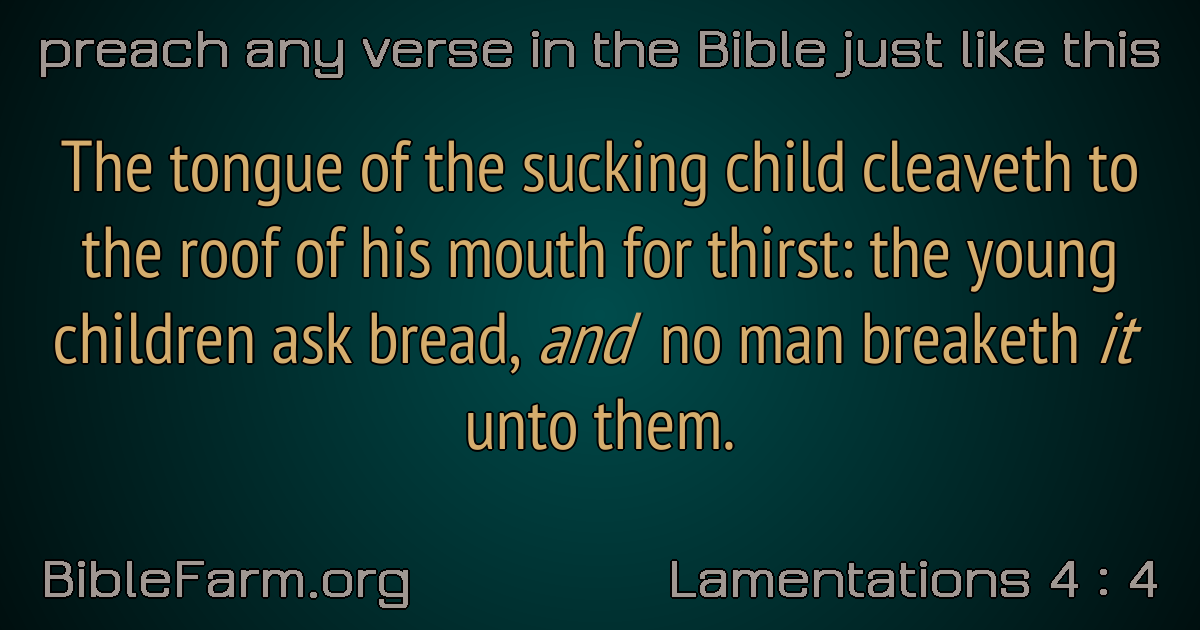 preach any verse in the Bible just like this
The tongue of the sucking child cleaveth to
the roof of his mouth for thirst: the young
children ask bread, and no man breaketh it
unto them.
BibleFarm.org
Lamentations 4 : 4